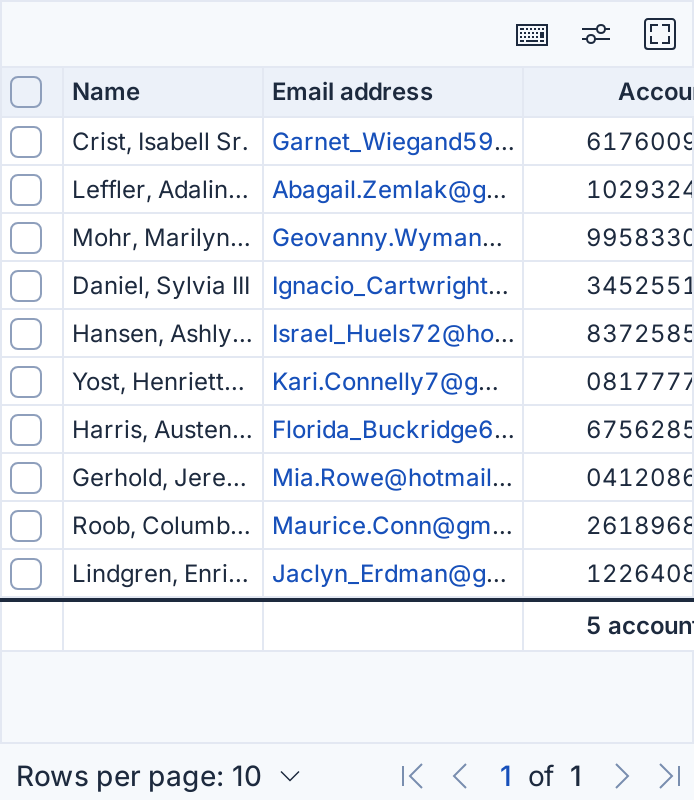 Name Email address Accou
Crist, Isabell Sr. Garnet_Wiegand59... 6176009
Leffler, Adalin... Abagail.Zemlak@g... 1029324
Mohr, Marilyn... Geovanny.Wyman... 9958330
Daniel, Sylvia III Ignacio_Cartwright... 3452551
Hansen, Ashly... Israel_Huels72@ho... 8372585
Yost, Henriett... Kari.Connelly7@g... 0817777
Harris, Austen... Florida_Buckridge6... 6756285
Gerhold, Jere... Mia.Rowe@hotmail... 0412086
Roob, Columb... Maurice.Conn@gm... 2618968
Lindgren, Enri... Jaclyn_Erdman@g... 1226408
5 accoun
Rows per page: 10 1 of 1